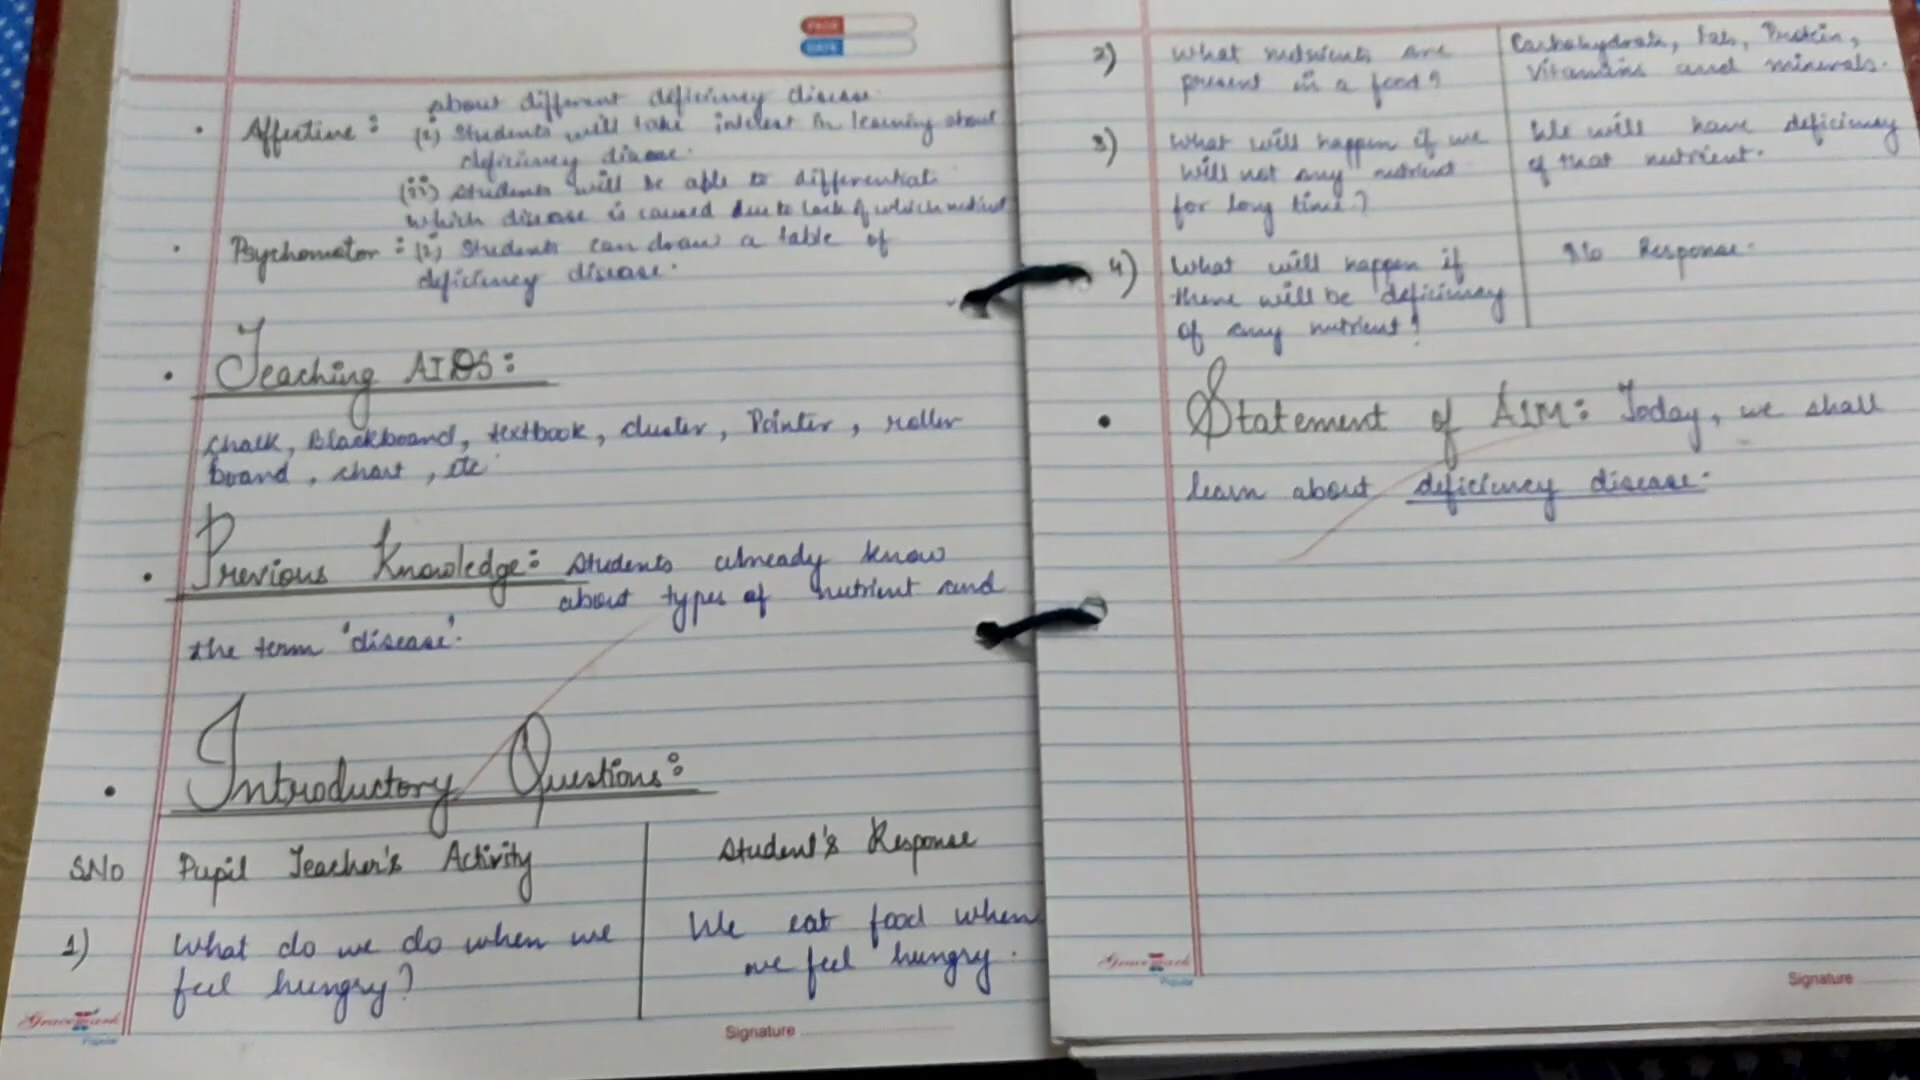 PAGE
DATE
about different deficiency disease.
• Affective: (i) Students will take interest in learning about
deficiency disease.
(ii) Students will be able to differential
which disease is caused due to lack of which nutrient
• Psychomotor: (i) Students can draw a table of
deficiency disease.
• Teaching AIDS:
Chalk, Blackboard, textbook, duster, Pointer, roller
board, chart, etc
• Previous Knowledge: Students already know
about types of nutrient and
the term 'disease'.
• Introductory Questions:
SNo Pupil Teacher's Activity Student's Response
1) What do we do when we We eat food when
feel hungry? we feel hungry.
Gracemark
Popular
Signature
2) What nutrients are Carbohydrate, Fats, Protein,
present in a food? Vitamins and minerals.
3) What will happen if we We will have deficiency
will not any nutrient of that nutrient.
for long time?
4) What will happen if No Response.
there will be deficiency
of any nutrient?
• Statement of AIM: Today, we shall
learn about deficiency disease.
Gracemark
Popular
Signature